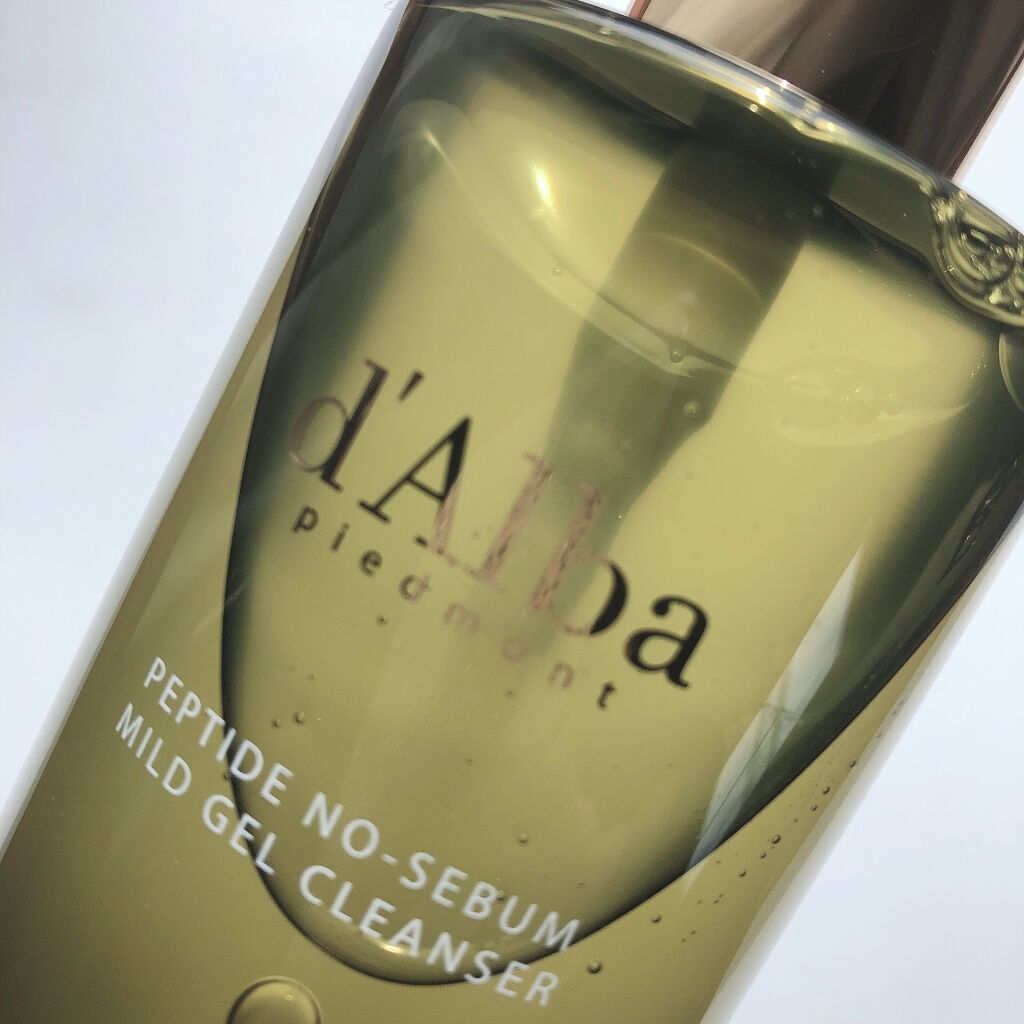 d'Alba
piedmont
PEPTIDE NO-SEBUM
MILD GEL CLEANSER